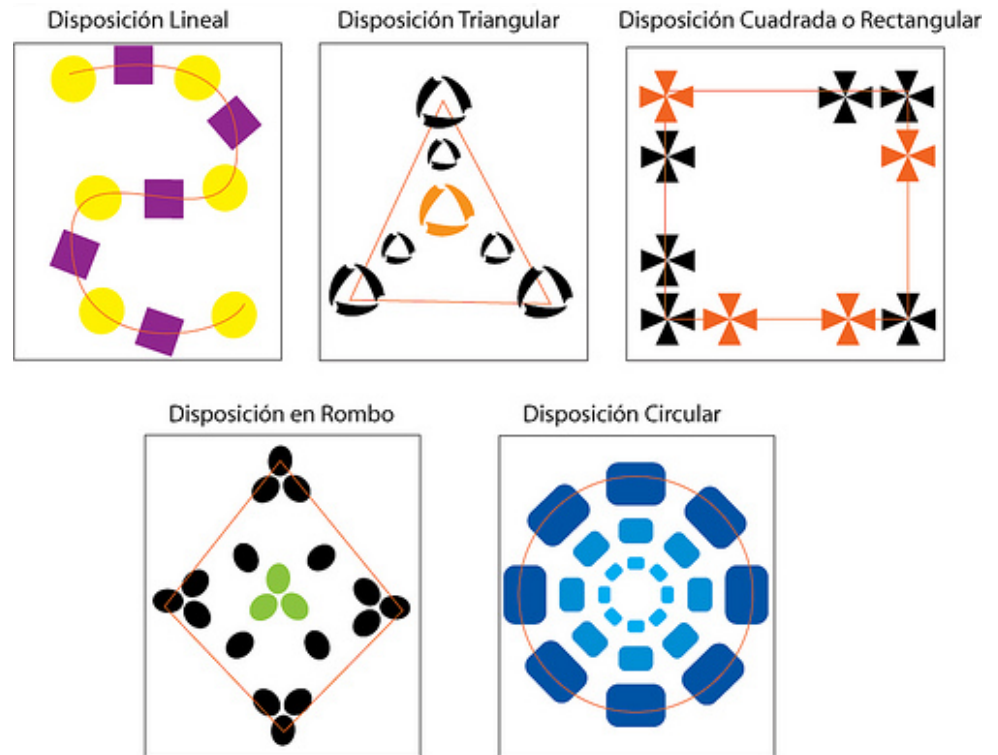 Disposición Lineal
Disposición Triangular
Disposición Cuadrada o Rectangular
Disposición en Rombo
Disposición Circular